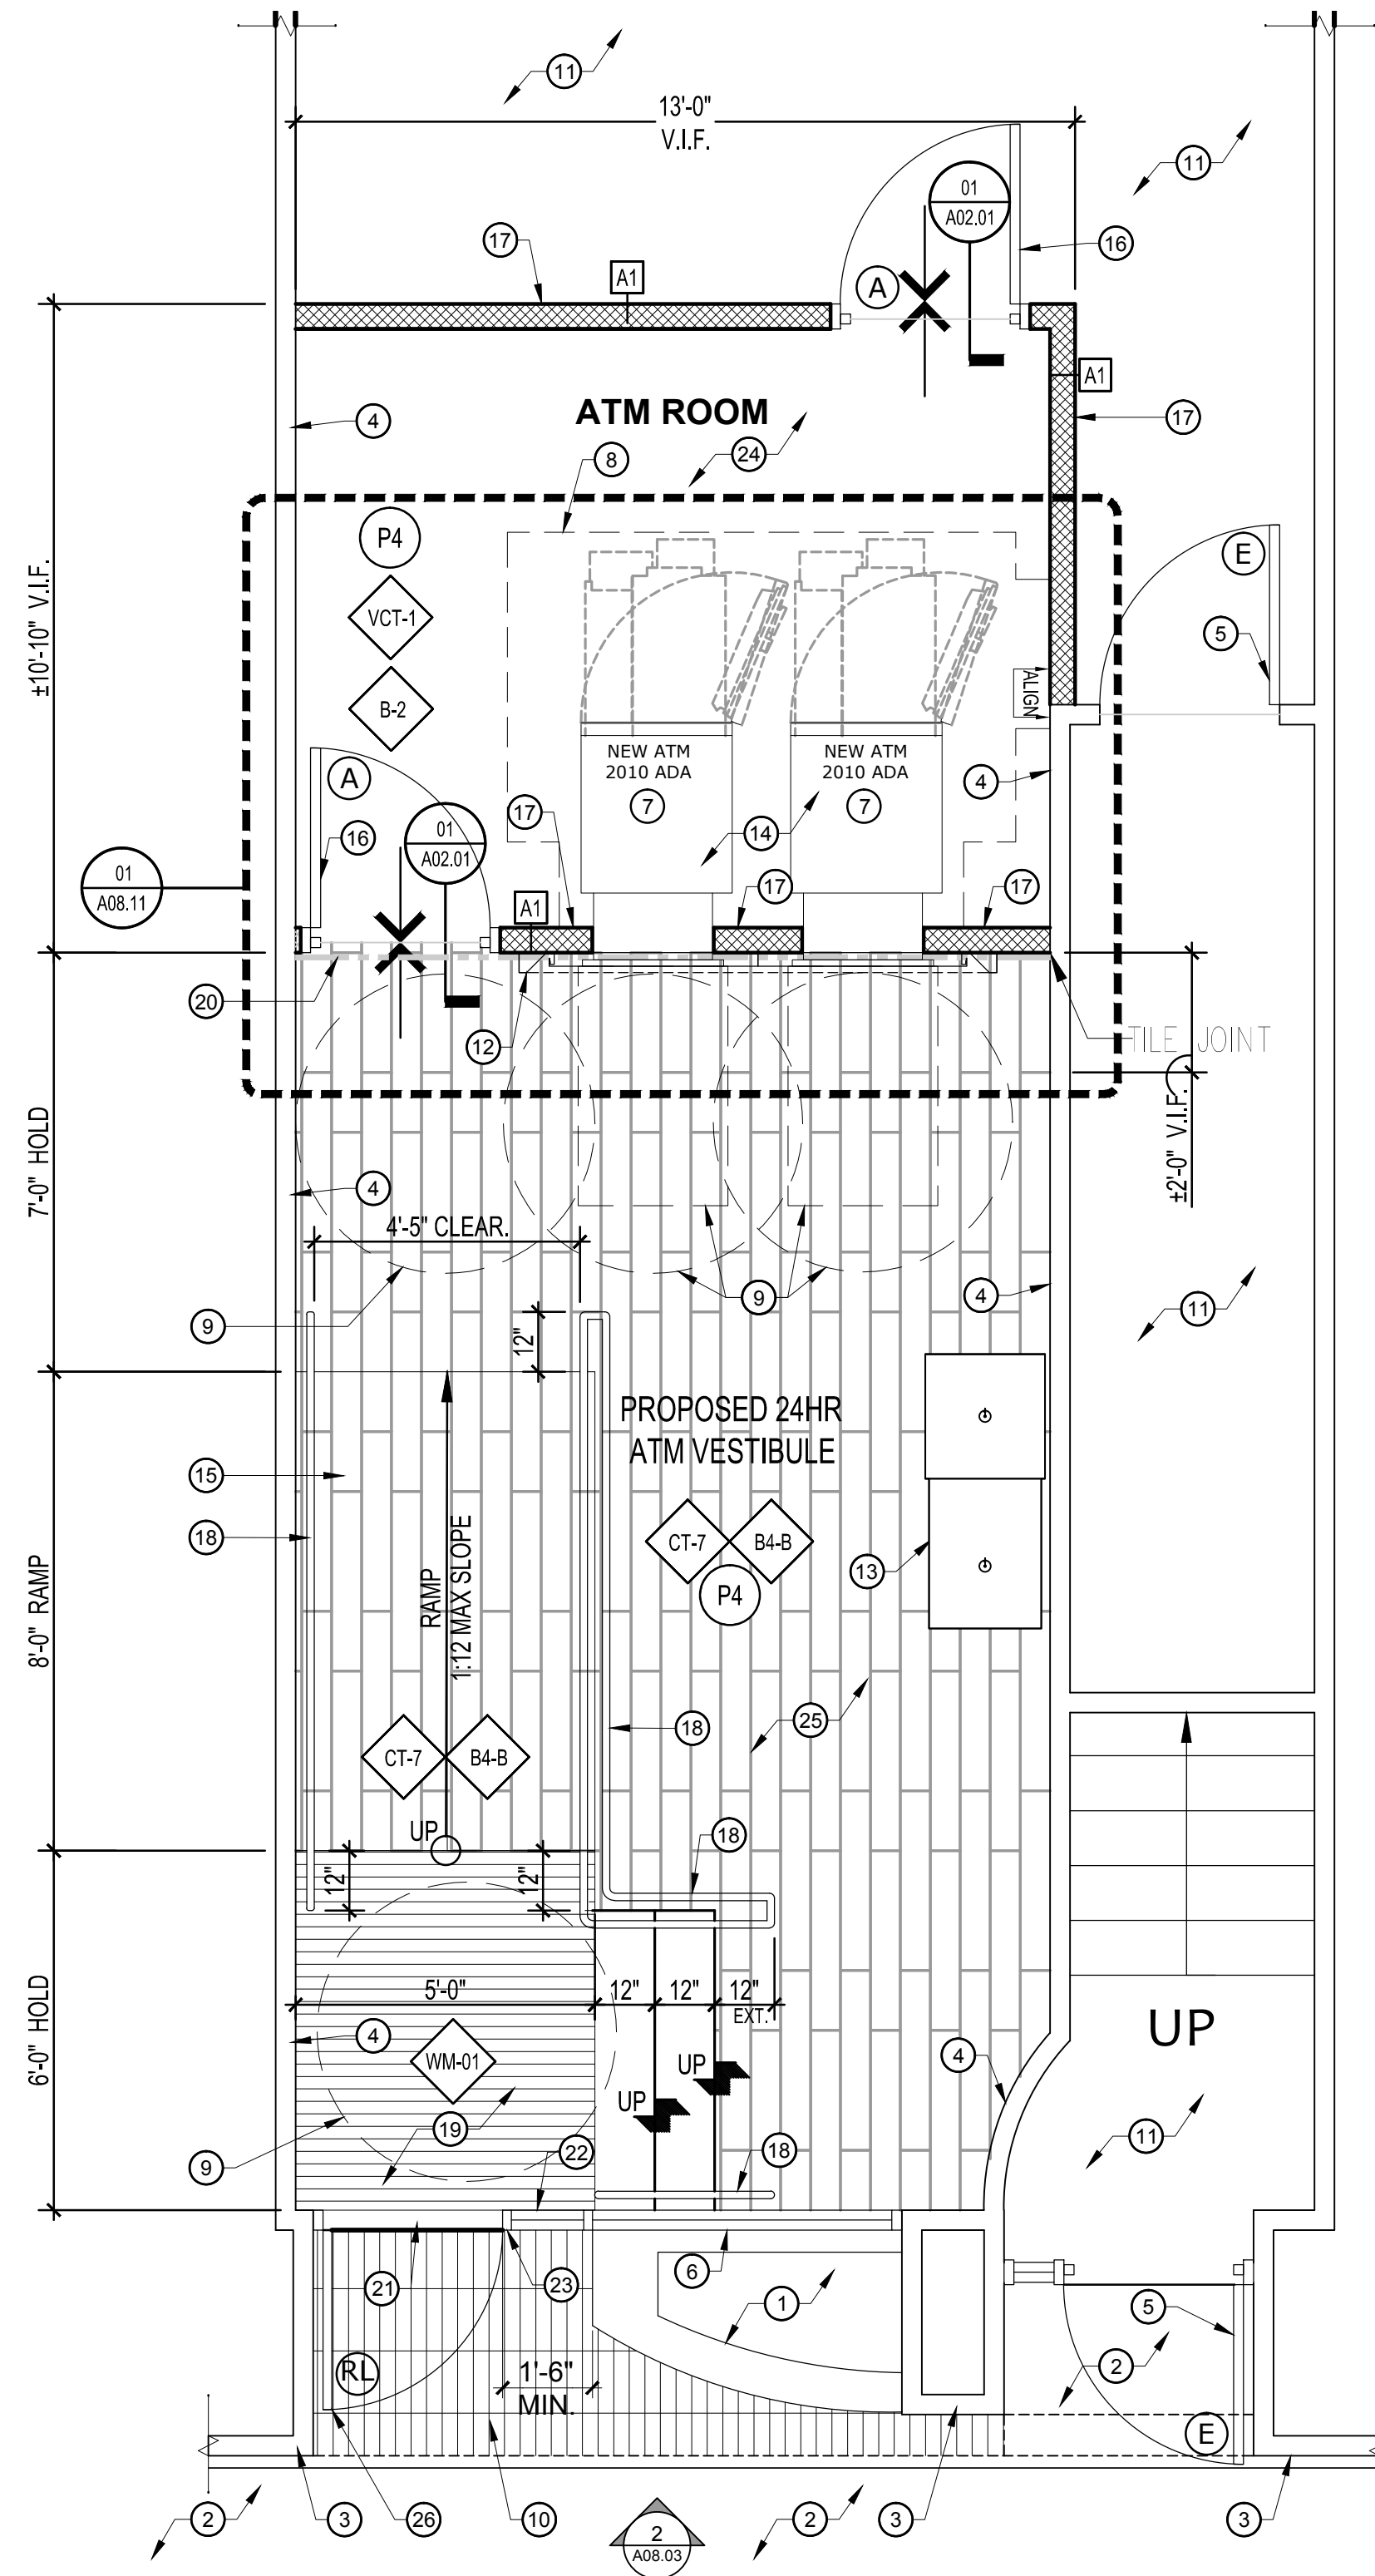 11
13'-0"
V.I.F.
11
01
A02.01
17
16
A1
A
A1
4
ATM ROOM
17
24
8
P4
E
VCT-1
5
±10'-10" V.I.F.
B-2
ALIGN
NEW ATM
2010 ADA
7
NEW ATM
2010 ADA
7
4
A
16
01
A02.01
17
14
01
A08.11
A1
17
17
20
12
TILE JOINT
7'-0" HOLD
±2'-0" V.I.F.
4
4'-5" CLEAR.
9
9
4
11
12"
PROPOSED 24HR
ATM VESTIBULE
15
18
CT-7
B4-B
P4
13
8'-0" RAMP
RAMP
1:12 MAX SLOPE
18
25
CT-7
B4-B
UP
18
12"
12"
6'-0" HOLD
5'-0"
12"
12"
12"
EXT.
4
WM-01
UP
UP
UP
4
19
22
18
11
9
6
21
23
1
5
RL
1'-6"
MIN.
2
E
2
3
26
10
2
A08.03
2
3
3